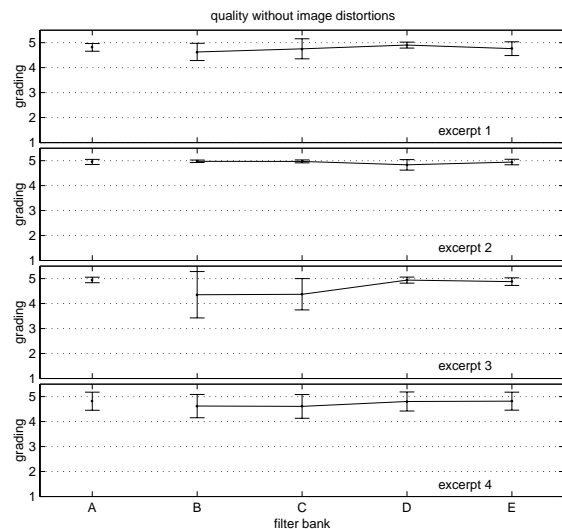 quality without image distortions
5
4
3
2
1
grading
excerpt 1
5
4
3
2
1
grading
excerpt 2
5
4
3
2
1
grading
excerpt 3
5
4
3
2
1
grading
excerpt 4
A B C D E
filter bank